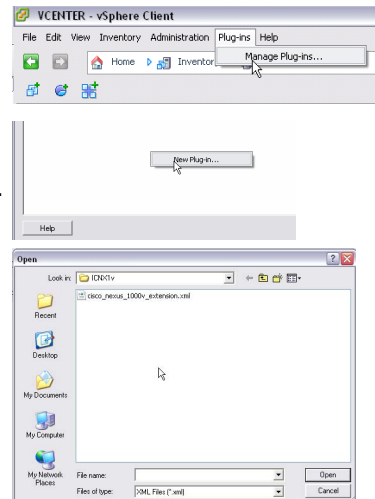 VCENTER - vSphere Client
File Edit View Inventory Administration Plug-ins Help
Manage Plug-ins...
Home Inventor
New Plug-in...
Help
Open
Look in: ICNX1v
cisco_nexus_1000v_extension.xml
Recent
Desktop
My Documents
My Computer
My Network Places
File name: Open
Files of type: XML Files (*.xml) Cancel